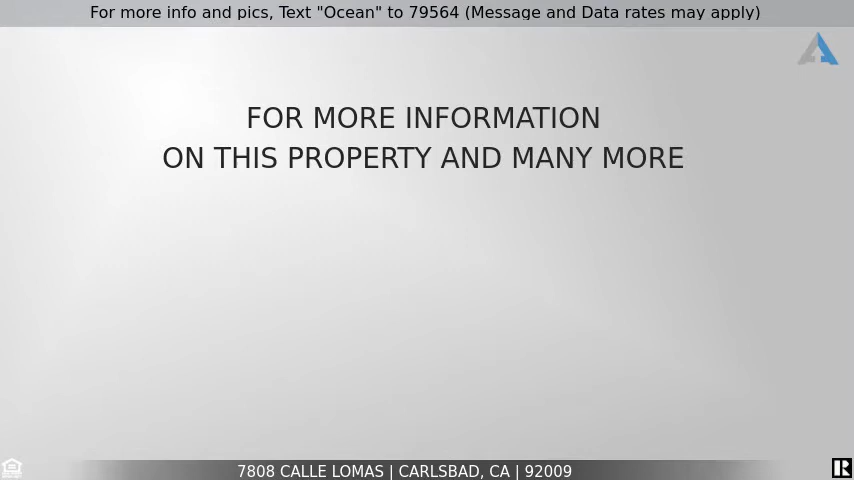 For more info and pics, Text "Ocean" to 79564 (Message and Data rates may apply)
FOR MORE INFORMATION
ON THIS PROPERTY AND MANY MORE
7808 CALLE LOMAS | CARLSBAD, CA | 92009